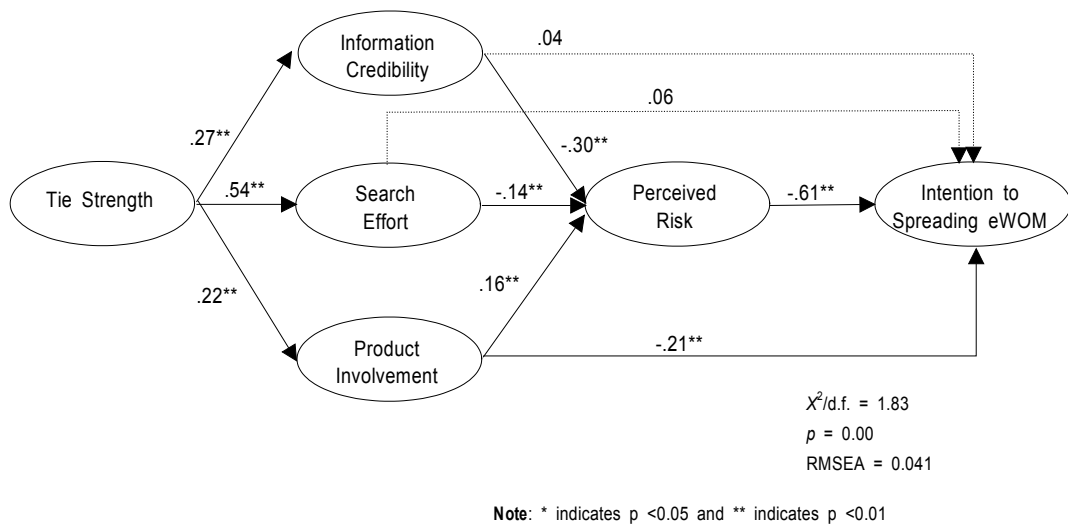 Information
Credibility
.04
.06
.27**
-.30**
Tie Strength
.54**
Search
Effort
-.14**
Perceived
Risk
-.61**
Intention to
Spreading eWOM
.22**
.16**
Product
Involvement
-.21**
X²/d.f. = 1.83
p = 0.00
RMSEA = 0.041
Note: * indicates p <0.05 and ** indicates p <0.01